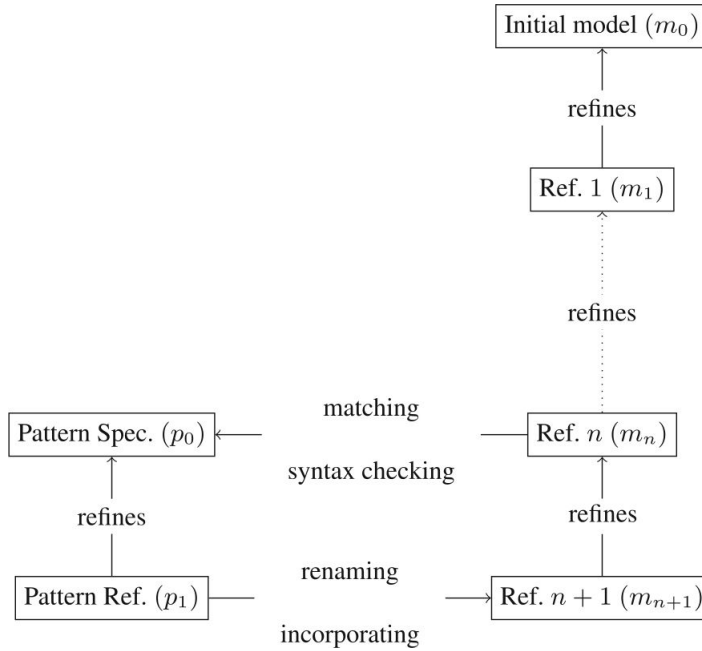 Initial model (m₀)
refines
Ref. 1 (m₁)
refines
matching
Pattern Spec. (p₀)
Ref. n (mₙ)
syntax checking
refines
refines
renaming
Pattern Ref. (p₁)
Ref. n + 1 (mₙ₊₁)
incorporating